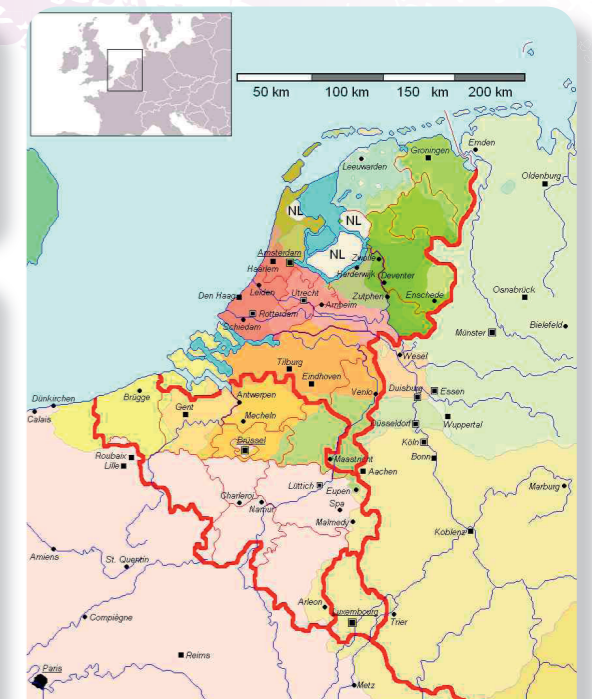 50 km 100 km 150 km 200 km
Groningen
Emden
Leeuwarden
Oldenburg
NL
NL
Amsterdam
NL
Zwolle
Haarlem
Harderwijk
Deventer
Leiden
Utrecht
Zutphen
Enschede
Osnabrück
Den Haag
Arnheim
Rotterdam
Schiedam
Münster
Bielefeld
Wesel
Tilburg
Eindhoven
Duisburg
Essen
Dünkirchen
Brügge
Antwerpen
Venlo
Calais
Gent
Mecheln
Düsseldorf
Wuppertal
Brüssel
Köln
Roubaix
Lille
Maastricht
Bonn
Aachen
Lüttich
Eupen
Marburg
Charleroi
Namur
Spa
Malmedy
Koblenz
Amiens
St. Quentin
Arleon
Luxembourg
Compiègne
Trier
Reims
Paris
Metz